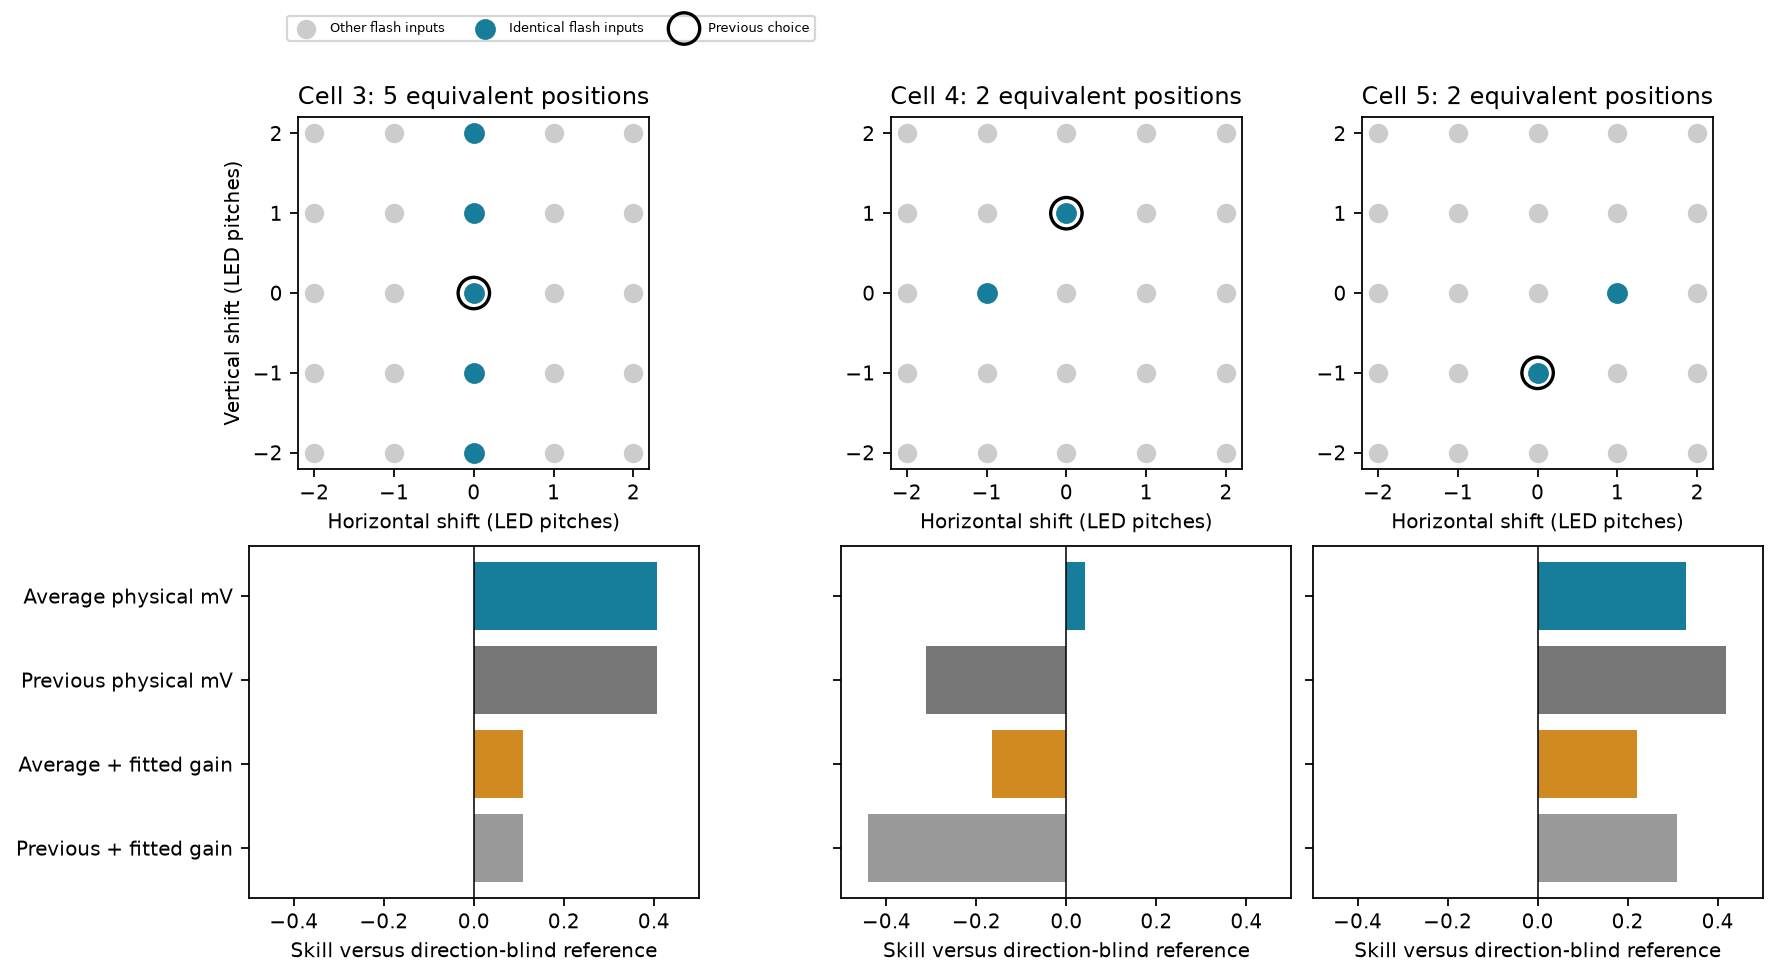 Other flash inputs Identical flash inputs Previous choice
Cell 3: 5 equivalent positions
Vertical shift (LED pitches)
2
1
0
−1
−2
−2 −1 0 1 2
Horizontal shift (LED pitches)
Cell 4: 2 equivalent positions
2
1
0
−1
−2
−2 −1 0 1 2
Horizontal shift (LED pitches)
Cell 5: 2 equivalent positions
2
1
0
−1
−2
−2 −1 0 1 2
Horizontal shift (LED pitches)
Average physical mV
Previous physical mV
Average + fitted gain
Previous + fitted gain
−0.4 −0.2 0.0 0.2 0.4
Skill versus direction-blind reference
−0.4 −0.2 0.0 0.2 0.4
Skill versus direction-blind reference
−0.4 −0.2 0.0 0.2 0.4
Skill versus direction-blind reference